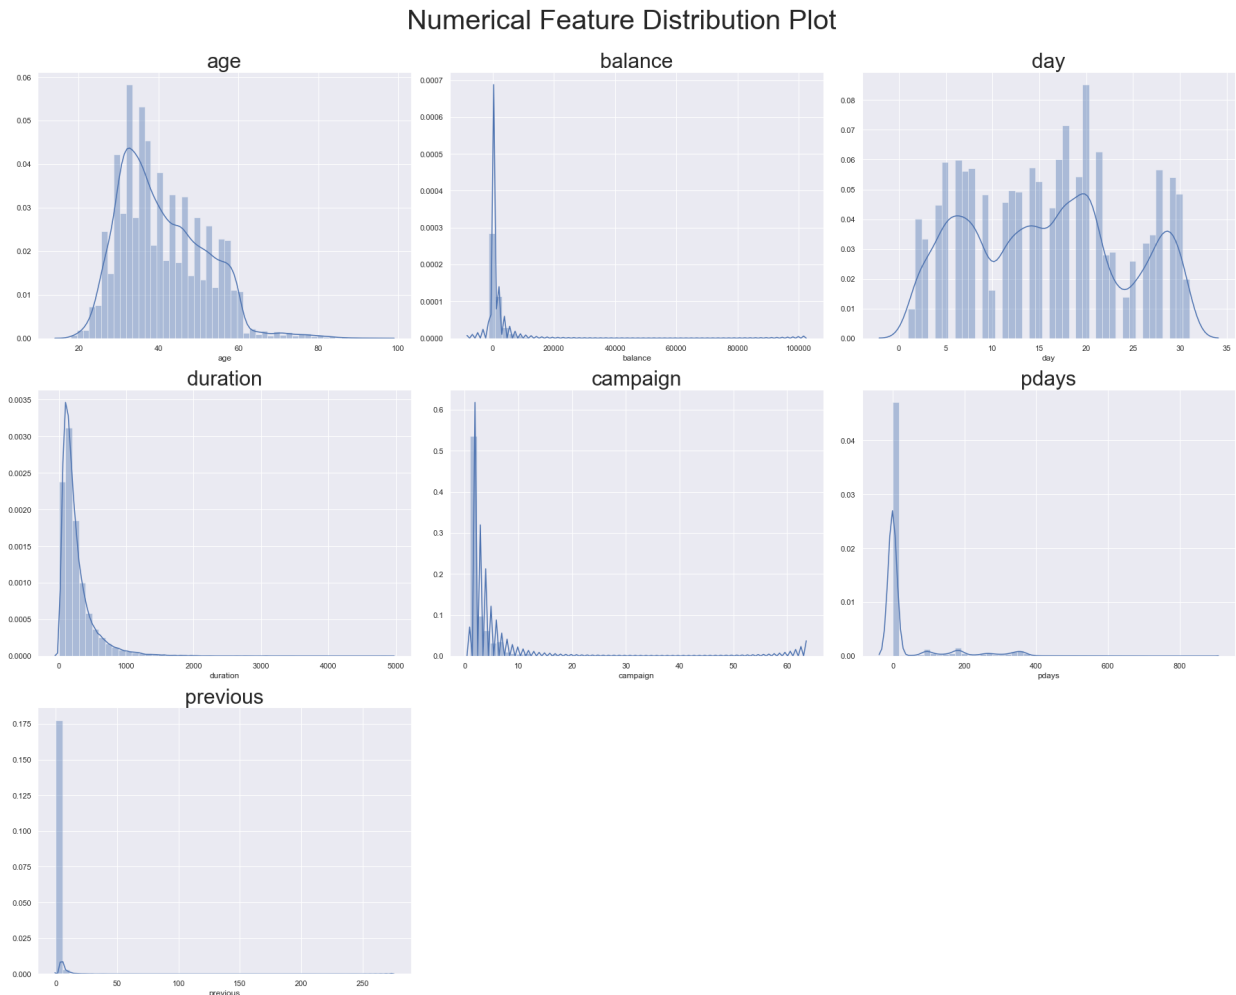 Numerical Feature Distribution Plot
age
0.06
0.05
0.04
0.03
0.02
0.01
0.00
20 40 60 80 100
age
balance
0.0007
0.0006
0.0005
0.0004
0.0003
0.0002
0.0001
0.0000
0 20000 40000 60000 80000 100000
balance
day
0.08
0.07
0.06
0.05
0.04
0.03
0.02
0.01
0.00
0 5 10 15 20 25 30 35
day
duration
0.0035
0.0030
0.0025
0.0020
0.0015
0.0010
0.0005
0.0000
0 1000 2000 3000 4000 5000
duration
campaign
0.6
0.5
0.4
0.3
0.2
0.1
0.0
0 10 20 30 40 50 60
campaign
pdays
0.04
0.03
0.02
0.01
0.00
0 200 400 600 800
pdays
previous
0.175
0.150
0.125
0.100
0.075
0.050
0.025
0.000
0 50 100 150 200 250
previous